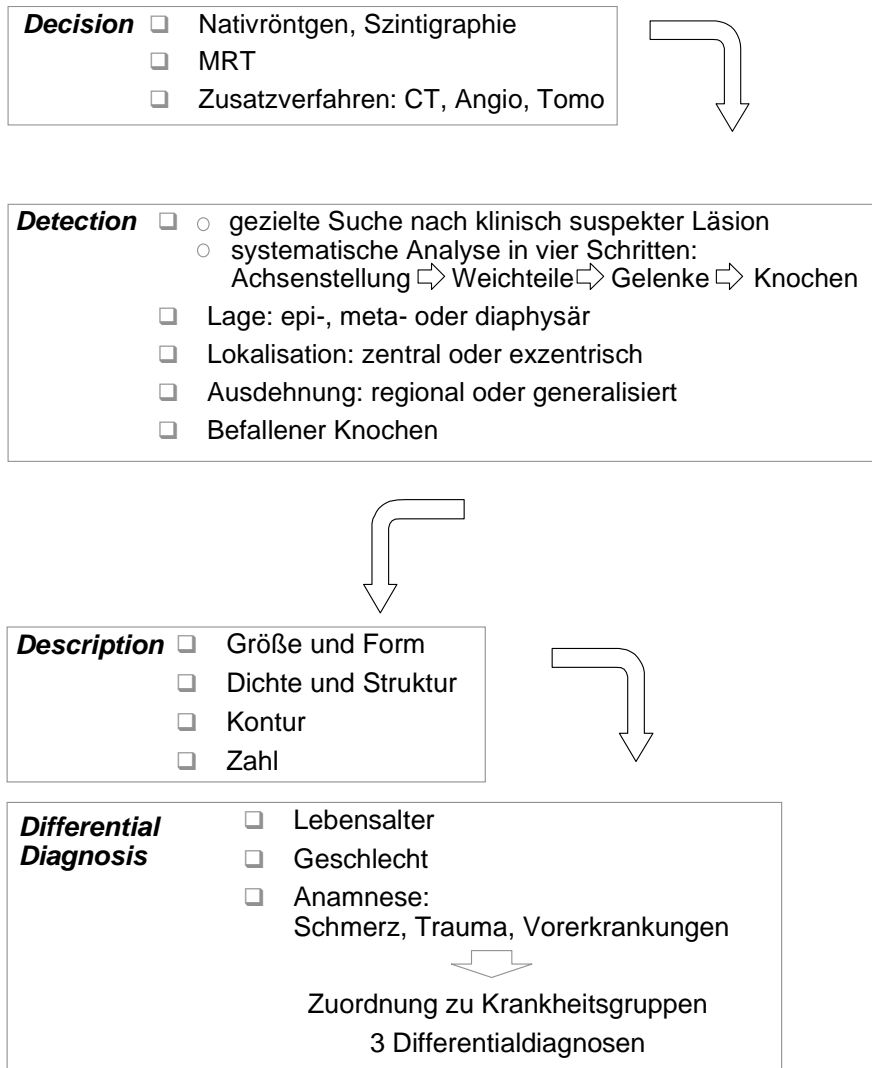 Decision Nativröntgen, Szintigraphie
MRT
Zusatzverfahren: CT, Angio, Tomo
Detection gezielte Suche nach klinisch suspekter Läsion
systematische Analyse in vier Schritten:
Achsenstellung Weichteile Gelenke Knochen
Lage: epi-, meta- oder diaphysär
Lokalisation: zentral oder exzentrisch
Ausdehnung: regional oder generalisiert
Befallener Knochen
Description Größe und Form
Dichte und Struktur
Kontur
Zahl
Differential
Diagnosis
Lebensalter
Geschlecht
Anamnese:
Schmerz, Trauma, Vorerkrankungen
Zuordnung zu Krankheitsgruppen
3 Differentialdiagnosen